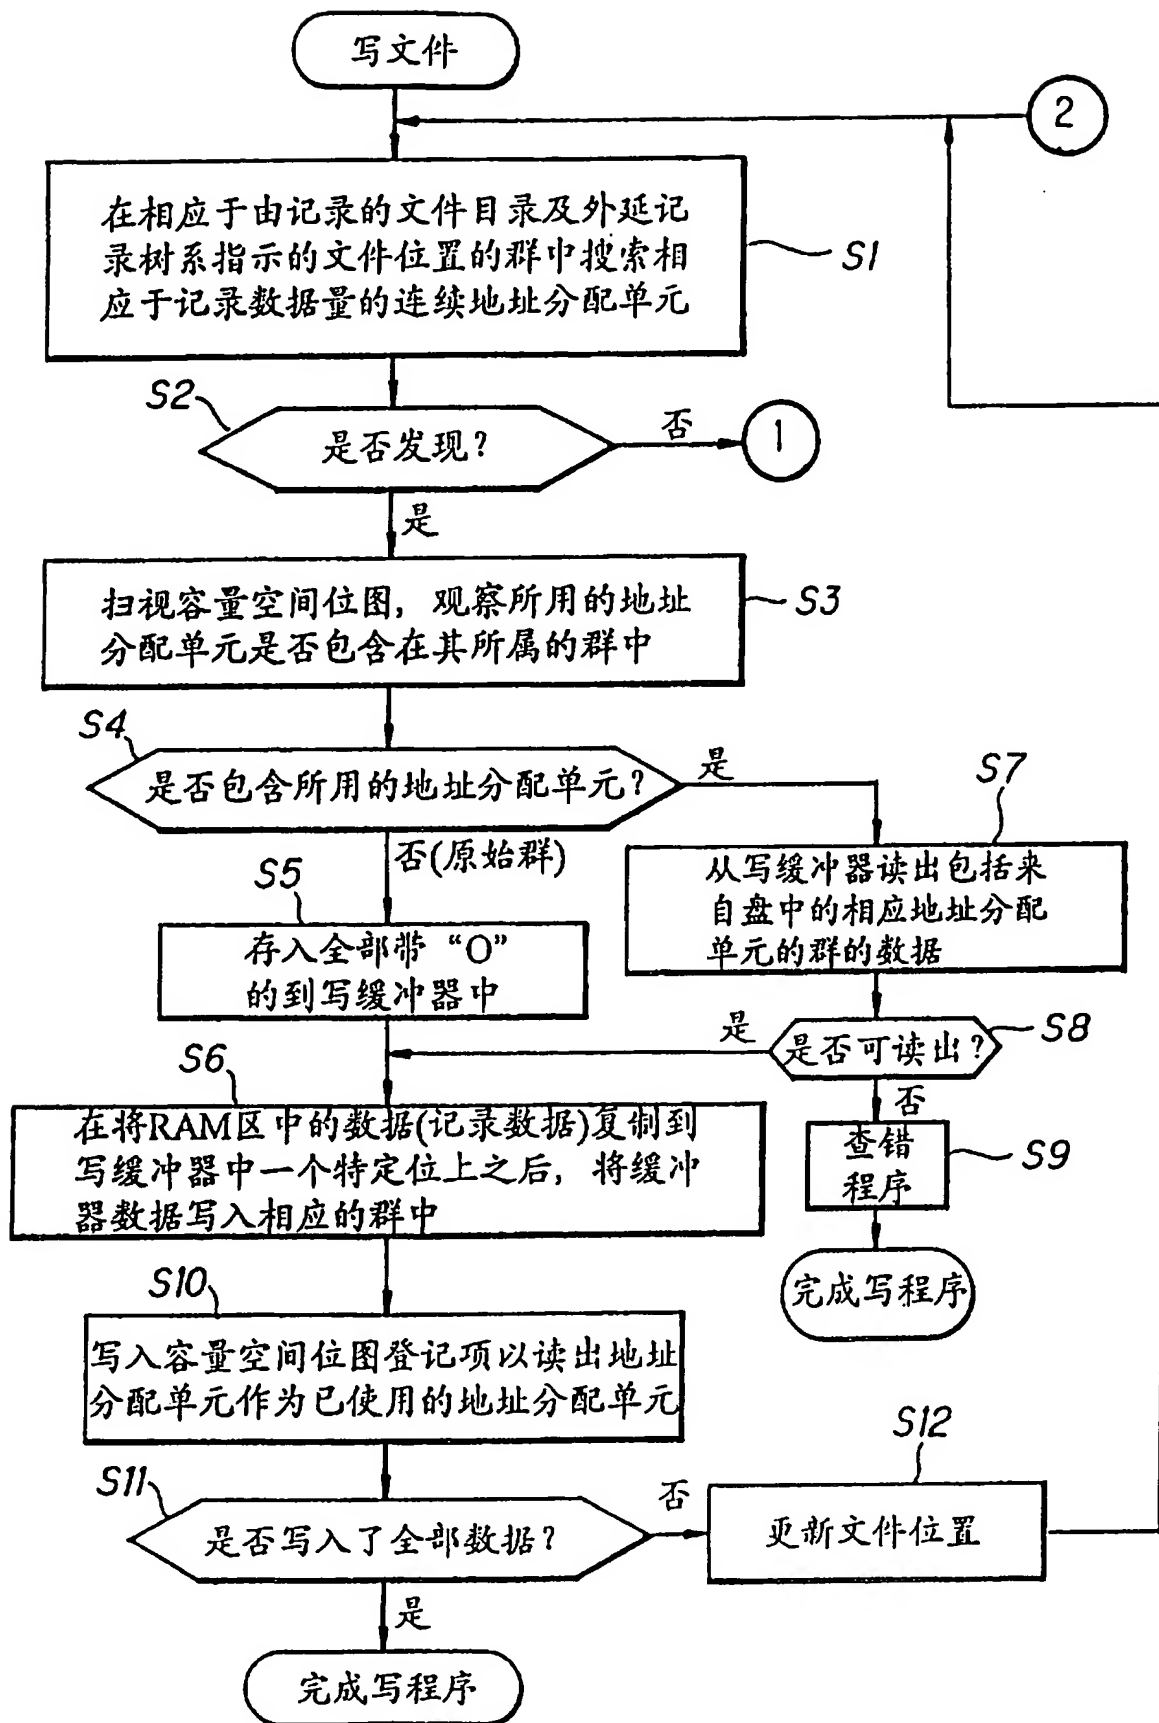 写文件
2
在相应于由记录的文件目录及外延记
录树系指示的文件位置的群中搜索相
应于记录数据量的连续地址分配单元
S1
S2
是否发现?
否
1
是
扫视容量空间位图，观察所用的地址
分配单元是否包含在其所属的群中
S3
S4
是否包含所用的地址分配单元?
是
否(原始群)
S7
从写缓冲器读出包括来
自盘中的相应地址分配
单元的群的数据
S5
存入全部带“O”
的到写缓冲器中
是
是否可读出?
S8
否
S6
在将RAM区中的数据(记录数据)复制到
写缓冲器中一个特定位上之后，将缓冲
器数据写入相应的群中
查错
程序
S9
完成写程序
S10
写入容量空间位图登记项以读出地址
分配单元作为已使用的地址分配单元
S11
是否写入了全部数据?
否
S12
更新文件位置
是
完成写程序